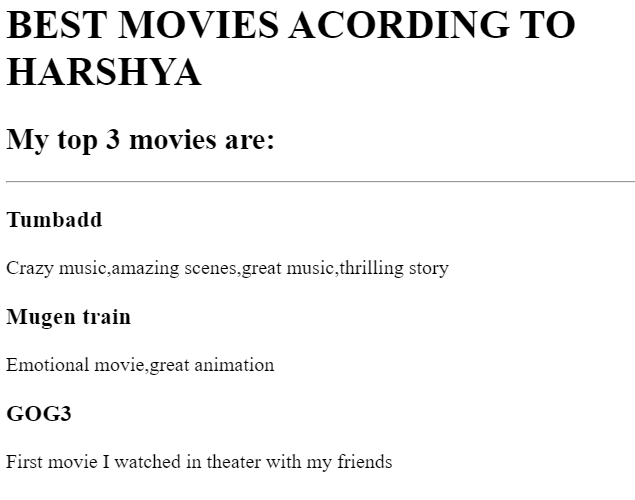 BEST MOVIES ACORDING TO
HARSHYA
My top 3 movies are:
Tumbadd
Crazy music,amazing scenes,great music,thrilling story
Mugen train
Emotional movie,great animation
GOG3
First movie I watched in theater with my friends